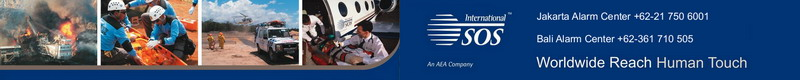 International™
SOS
An AEA Company
Jakarta Alarm Center +62-21 750 6001
Bali Alarm Center +62-361 710 505
Worldwide Reach Human Touch